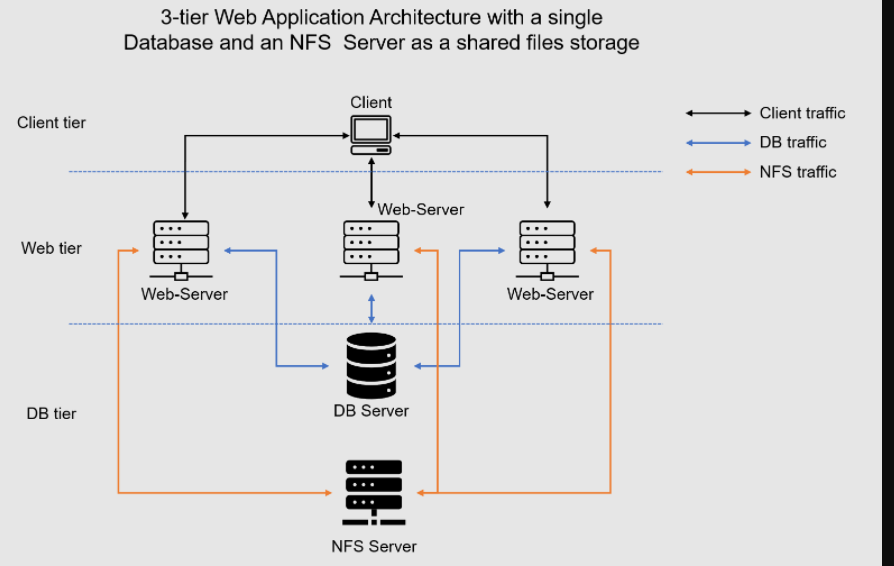 3-tier Web Application Architecture with a single
Database and an NFS Server as a shared files storage
Client
Client tier
Client traffic
DB traffic
NFS traffic
Web-Server
Web tier
Web-Server
Web-Server
DB Server
DB tier
NFS Server